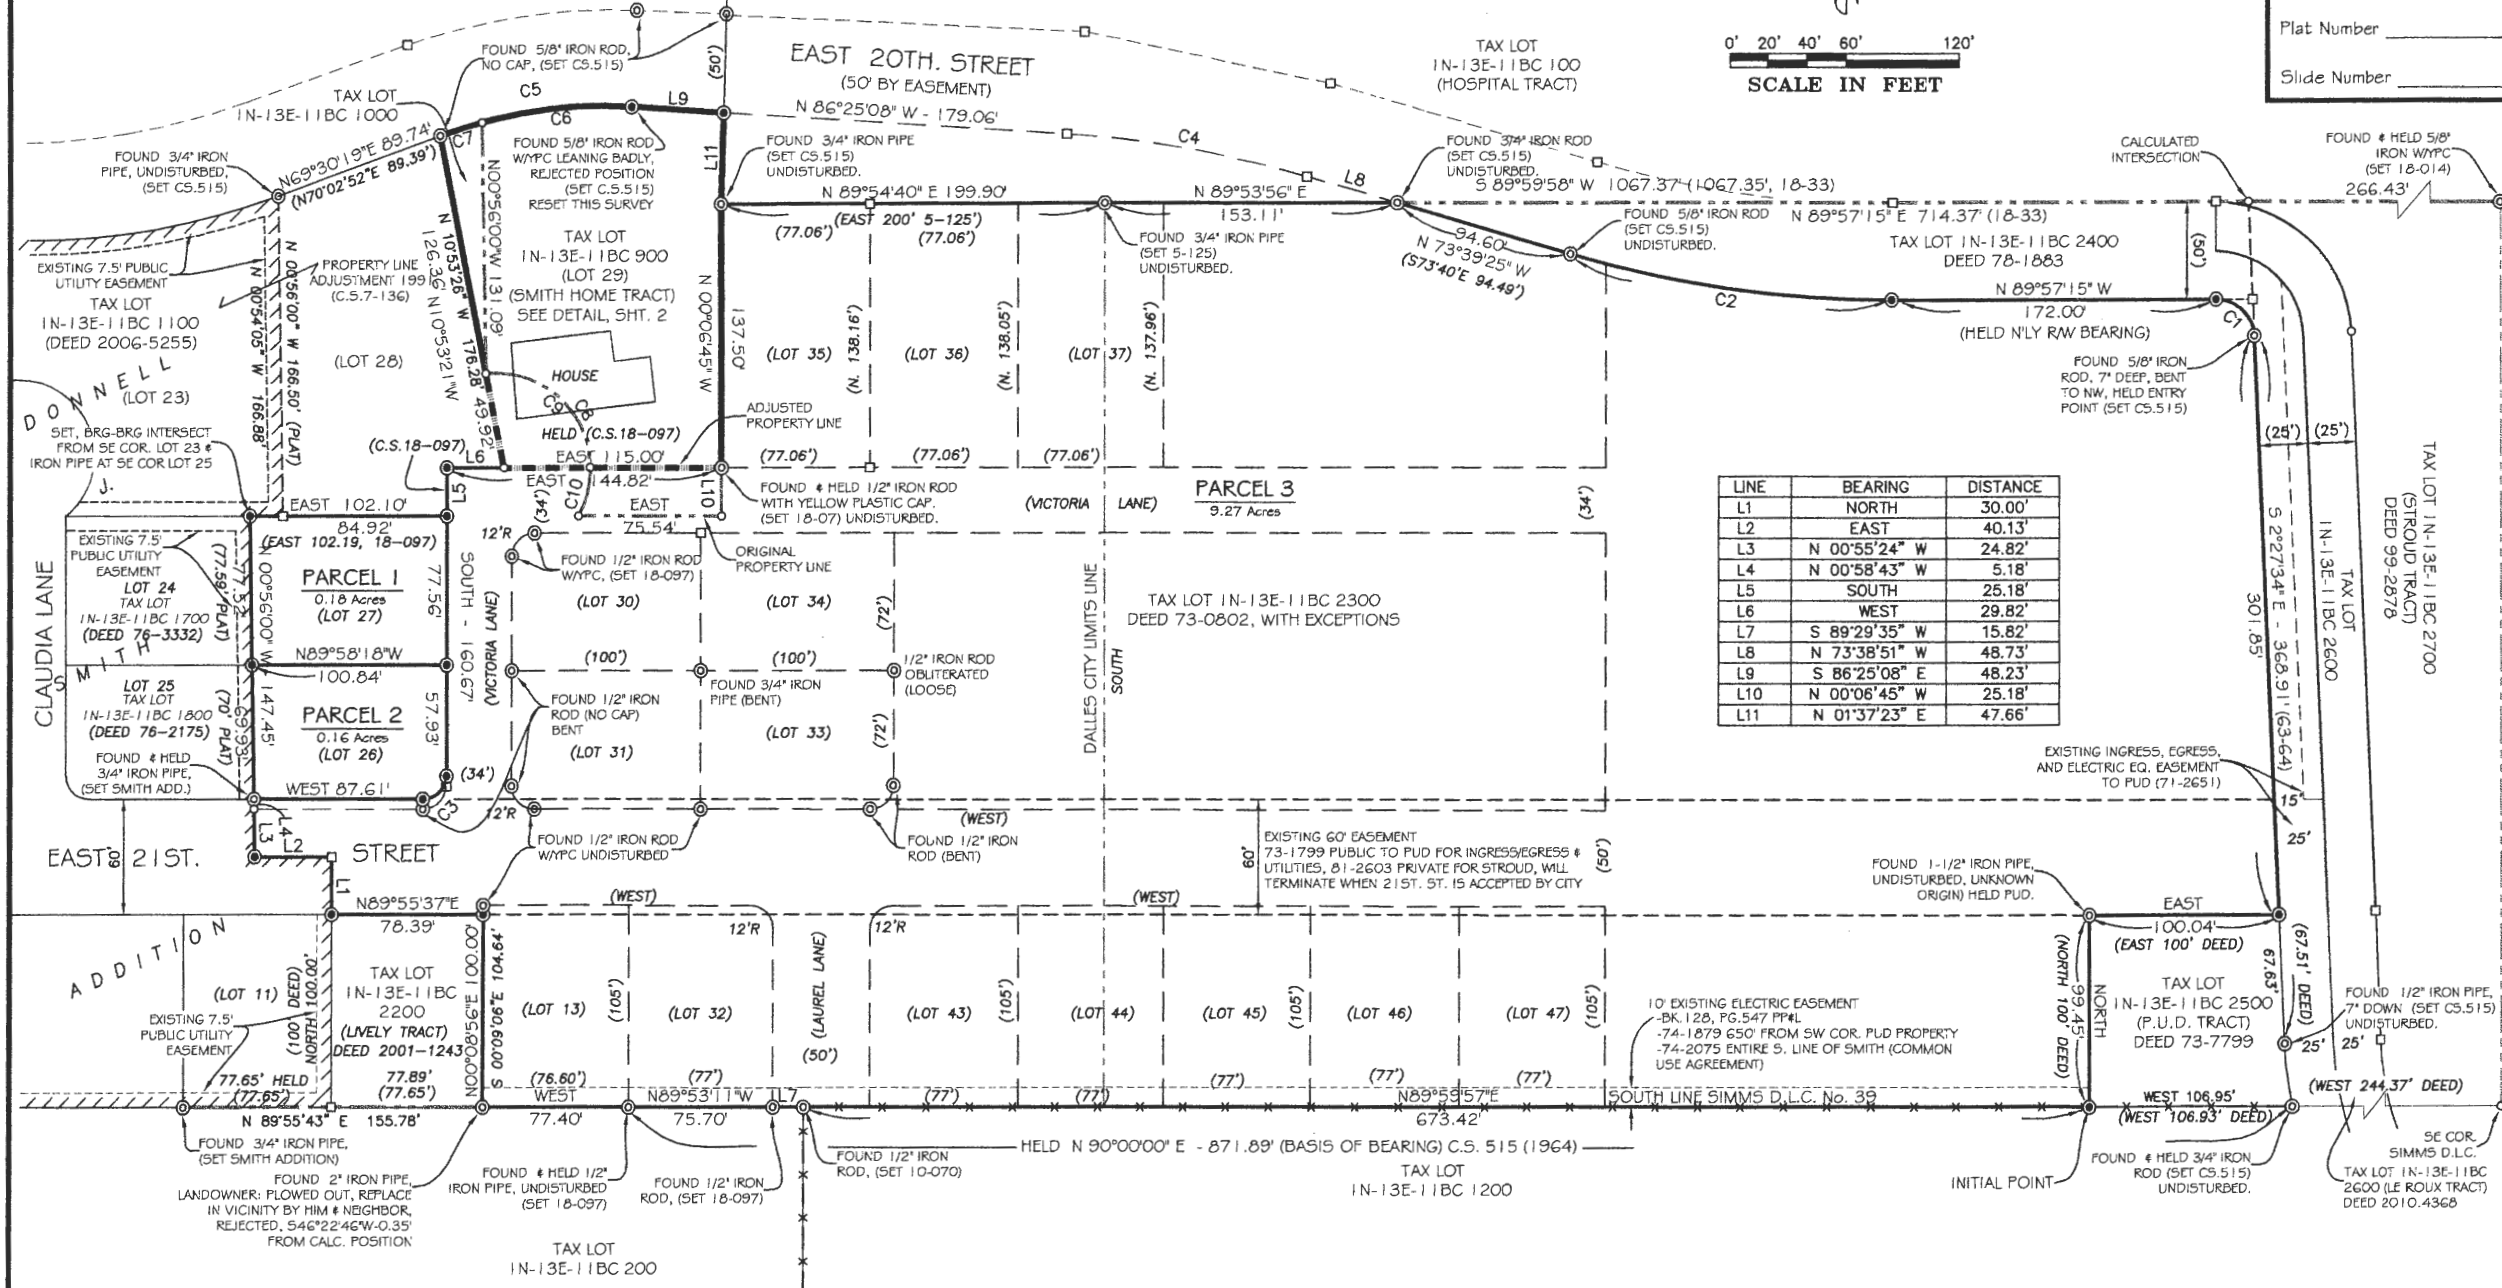 Plat Number
Slide Number
0' 20' 40' 60' 120'
SCALE IN FEET
EAST 20TH. STREET
(50' BY EASEMENT)
(50')
N 86°25'08" W - 179.06'
TAX LOT
1N-13E-11BC 100
(HOSPITAL TRACT)
FOUND 5/8" IRON ROD,
NO CAP, (SET CS.515)
TAX LOT
1N-13E-11BC 1000
C5
C6
C7
L9
L11
C4
L8
FOUND 3/4" IRON
PIPE, UNDISTURBED,
(SET CS.515)
N69°30'19"E 89.74'
(N70°02'52"E 89.39')
FOUND 5/8" IRON ROD
W/YPC LEANING BADLY,
REJECTED POSITION
(SET C.S.515)
RESET THIS SURVEY
FOUND 3/4" IRON PIPE
(SET CS.515)
UNDISTURBED.
FOUND 3/4" IRON ROD
(SET CS.515)
UNDISTURBED.
CALCULATED
INTERSECTION
FOUND & HELD 5/8"
IRON W/YPC
(SET 18-014)
266.43'
S 89°59'58" W 1067.37' (1067.35', 18-33)
N 89°57'15" E 714.37' (18-33)
N 89°54'40" E 199.90'
(EAST 200' 5-125')
(77.06')
(77.06')
N 89°53'56" E
153.11'
FOUND 3/4" IRON PIPE
(SET 5-125)
UNDISTURBED.
94.60'
N 73°39'25" W
(S73°40'E 94.49')
FOUND 5/8" IRON ROD
(SET CS.515)
UNDISTURBED.
TAX LOT 1N-13E-11BC 2400
DEED 78-1883
(50')
C2
N 89°57'15" W
172.00'
(HELD N'LY R/W BEARING)
C1
FOUND 5/8" IRON
ROD, 7" DEEP, BENT
TO NW, HELD ENTRY
POINT (SET CS.515)
EXISTING 7.5' PUBLIC
UTILITY EASEMENT
TAX LOT
1N-13E-11BC 1100
(DEED 2006-5255)
PROPERTY LINE
ADJUSTMENT 1991
(C.S.7-136)
N 00°56'00" W 166.50' (PLAT)
N 00°54'05" W 166.88'
N 10°53'26" W 176.28'
126.36' N10°53'21"W 49.92'
N00°56'00"W 131.09'
TAX LOT
1N-13E-11BC 900
(LOT 29)
(SMITH HOME TRACT)
SEE DETAIL, SHT. 2
HOUSE
C9
C8
N 00°06'45" W
137.50'
(LOT 28)
(LOT 35)
(N. 138.16')
(LOT 36)
(N. 138.05')
(LOT 37)
(N. 137.96')
DONNELL
(LOT 23)
SET, BRG-BRG INTERSECT
FROM SE COR. LOT 23 &
IRON PIPE AT SE COR LOT 25
J.
(C.S.18-097)
HELD (C.S.18-097)
ADJUSTED
PROPERTY LINE
L6
EAST 115.00'
EAST 144.82'
(77.06')
(77.06')
(77.06')
L5
L10
C10
(34')
EAST
75.54'
FOUND & HELD 1/2" IRON ROD
WITH YELLOW PLASTIC CAP.
(SET 18-07) UNDISTURBED.
(VICTORIA LANE)
PARCEL 3
9.27 Acres
(34')
(25')
(25')
EAST 102.10'
84.92'
(EAST 102.19, 18-097)
12'R
FOUND 1/2" IRON ROD
W/YPC, (SET 18-097)
ORIGINAL
PROPERTY LINE
EXISTING 7.5'
PUBLIC UTILITY
EASEMENT
LOT 24
TAX LOT
1N-13E-11BC 1700
(DEED 76-3332)
(77.59' PLAT)
77.52'
PARCEL 1
0.18 Acres
(LOT 27)
77.56'
SOUTH - 160.67'
(VICTORIA LANE)
(LOT 30)
(LOT 34)
(72')
CLAUDIA LANE
SMITH
N89°58'18"W
100.84'
(100')
(100')
1/2" IRON ROD
OBLITERATED
(LOOSE)
FOUND 3/4" IRON
PIPE (BENT)
LOT 25
TAX LOT
1N-13E-11BC 1800
(DEED 76-2175)
(70' PLAT)
69.93'
N 00°56'00" W 147.45'
PARCEL 2
0.16 Acres
(LOT 26)
57.93'
FOUND 1/2" IRON
ROD (NO CAP)
BENT
(LOT 31)
(LOT 33)
(72')
DALLES CITY LIMITS LINE
SOUTH
TAX LOT 1N-13E-11BC 2300
DEED 73-0802, WITH EXCEPTIONS
LINE BEARING DISTANCE
L1 NORTH 30.00'
L2 EAST 40.13'
L3 N 00°55'24" W 24.82'
L4 N 00°58'43" W 5.18'
L5 SOUTH 25.18'
L6 WEST 29.82'
L7 S 89°29'35" W 15.82'
L8 N 73°38'51" W 48.73'
L9 S 86°25'08" E 48.23'
L10 N 00°06'45" W 25.18'
L11 N 01°37'23" E 47.66'
301.85'
S 2°27'34" E - 368.91' (63-64)
TAX LOT
1N-13E-11BC 2600
TAX LOT 1N-13E-11BC 2700
(STROUD TRACT)
DEED 99-2878
FOUND & HELD
3/4" IRON PIPE,
(SET SMITH ADD.)
(34')
WEST 87.61'
C3
12'R
L3
L4
L2
EAST 21ST. STREET
60'
FOUND 1/2" IRON ROD
W/YPC UNDISTURBED
(WEST)
FOUND 1/2" IRON
ROD (BENT)
60'
EXISTING 60' EASEMENT
73-1799 PUBLIC TO PUD FOR INGRESS/EGRESS &
UTILITIES, 81-2603 PRIVATE FOR STROUD, WILL
TERMINATE WHEN 21ST. ST. IS ACCEPTED BY CITY
(50')
EXISTING INGRESS, EGRESS,
AND ELECTRIC EQ. EASEMENT
TO PUD (71-2651)
15'
25'
FOUND 1-1/2" IRON PIPE,
UNDISTURBED, UNKNOWN
ORIGIN) HELD PUD.
L1
N89°55'37"E
78.39'
(WEST)
(WEST)
12'R
12'R
EAST
100.04'
(EAST 100' DEED)
ADDITION
(LOT 11)
EXISTING 7.5'
PUBLIC UTILITY
EASEMENT
(100' DEED)
NORTH 100.00'
TAX LOT
1N-13E-11BC
2200
(LIVELY TRACT)
DEED 2001-1243
N00°08'56"E 100.00'
S 00°09'06"E 104.64'
(LOT 13)
(105')
(LOT 32)
(LAUREL LANE)
(50')
(LOT 43)
(105')
(LOT 44)
(LOT 45)
(105')
(LOT 46)
(LOT 47)
(105')
10' EXISTING ELECTRIC EASEMENT
-BK.128, PG.547 PP&L
-74-1879 650' FROM SW COR. PUD PROPERTY
-74-2075 ENTIRE S. LINE OF SMITH (COMMON
USE AGREEMENT)
(NORTH 100' DEED)
99.45'
NORTH
TAX LOT
1N-13E-11BC 2500
(P.U.D. TRACT)
DEED 73-7799
(67.51' DEED)
67.63'
FOUND 1/2" IRON PIPE,
7" DOWN (SET CS.515)
UNDISTURBED.
25'
25'
77.65' HELD
(77.65')
77.89'
(77.65')
(76.60')
WEST
77.40'
(77')
N89°53'11"W
75.70'
L7
(77')
(77')
(77')
(77')
(77')
N89°59'57"E
673.42'
SOUTH LINE SIMMS D.L.C. No. 39
WEST 106.95'
(WEST 106.93' DEED)
(WEST 244.37' DEED)
N 89°55'43" E 155.78'
FOUND 3/4" IRON PIPE,
(SET SMITH ADDITION)
FOUND 2" IRON PIPE,
LANDOWNER: PLOWED OUT, REPLACE
IN VICINITY BY HIM & NEIGHBOR,
REJECTED, S46°22'46"W-0.35'
FROM CALC. POSITION
FOUND & HELD 1/2"
IRON PIPE, UNDISTURBED
(SET 18-097)
FOUND 1/2" IRON
ROD, (SET 18-097)
FOUND 1/2" IRON
ROD, (SET 10-070)
HELD N 90°00'00" E - 871.89' (BASIS OF BEARING) C.S. 515 (1964)
TAX LOT
1N-13E-11BC 1200
INITIAL POINT
FOUND & HELD 3/4" IRON
ROD (SET CS.515)
UNDISTURBED.
SE COR.
SIMMS D.L.C.
TAX LOT 1N-13E-11BC
2600 (LE ROUX TRACT)
DEED 2010.4368
TAX LOT
1N-13E-11BC 200